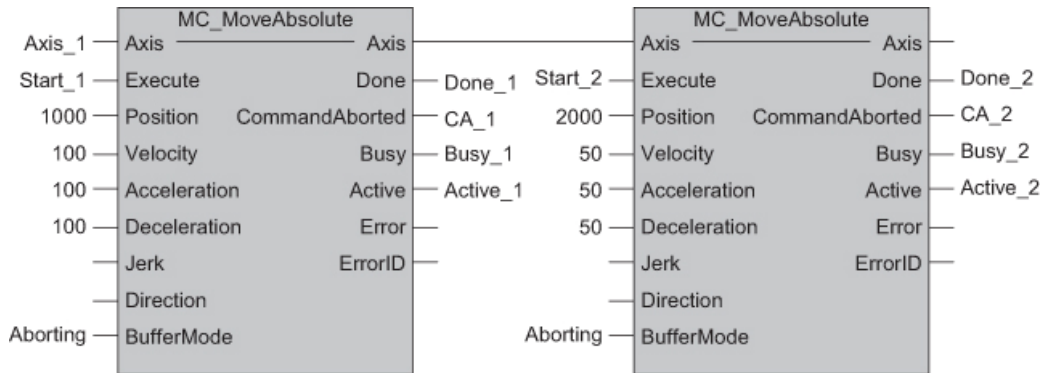 MC_MoveAbsolute MC_MoveAbsolute
Axis_1 Axis Axis Axis Axis
Start_1 Execute Done Done_1 Start_2 Execute Done Done_2
1000 Position CommandAborted CA_1 2000 Position CommandAborted CA_2
100 Velocity Busy Busy_1 50 Velocity Busy Busy_2
100 Acceleration Active Active_1 50 Acceleration Active Active_2
100 Deceleration Error 50 Deceleration Error
Jerk ErrorID Jerk ErrorID
Direction Direction
Aborting BufferMode Aborting BufferMode